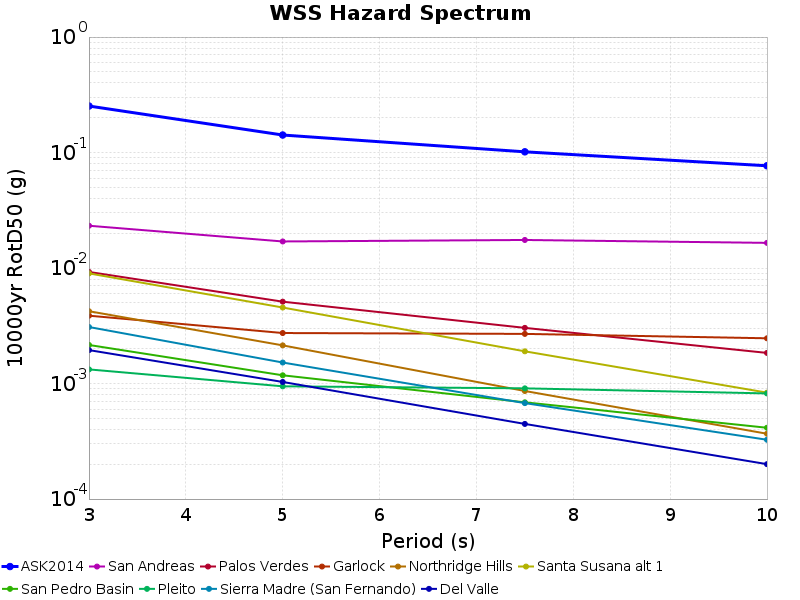 WSS Hazard Spectrum
10000yr RotD50 (g)
10^0
10^-1
10^-2
10^-3
10^-4
3 4 5 6 7 8 9 10
Period (s)
ASK2014 San Andreas Palos Verdes Garlock Northridge Hills Santa Susana alt 1
San Pedro Basin Pleito Sierra Madre (San Fernando) Del Valle